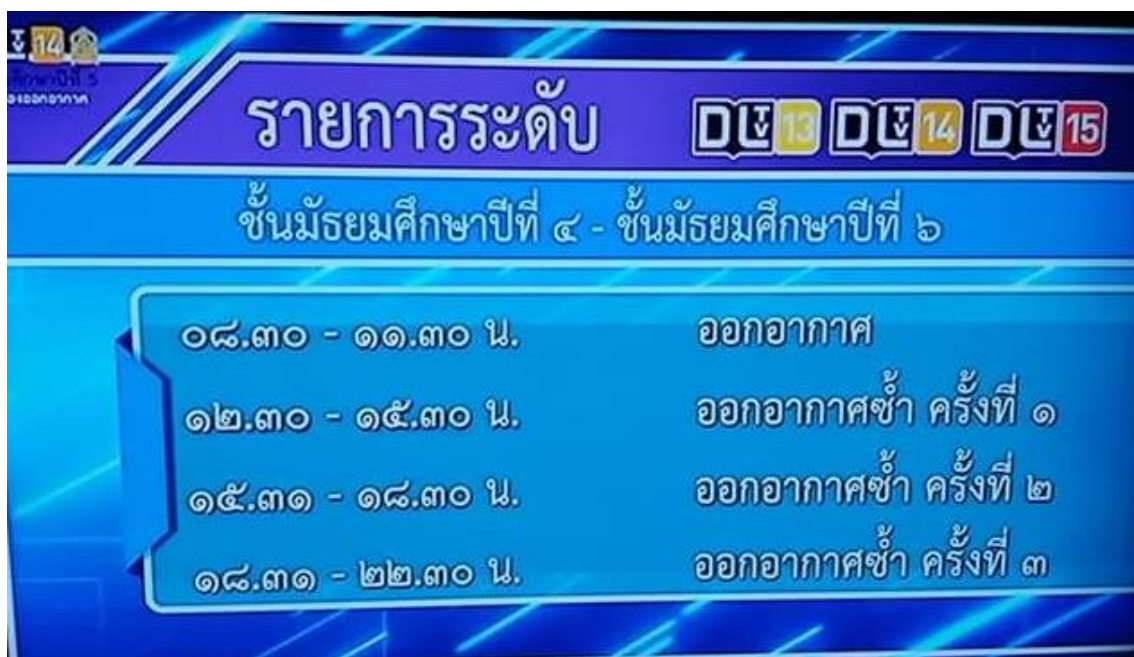 14
รายการระดับ DLTV 13 DLTV 14 DLTV 15
ชั้นมัธยมศึกษาปีที่ ๔ - ชั้นมัธยมศึกษาปีที่ ๖
๐๘.๓๐ - ๑๑.๓๐ น. ออกอากาศ
๑๒.๓๐ - ๑๕.๓๐ น. ออกอากาศซ้ำ ครั้งที่ ๑
๑๕.๓๑ - ๑๘.๓๐ น. ออกอากาศซ้ำ ครั้งที่ ๒
๑๘.๓๑ - ๒๒.๓๐ น. ออกอากาศซ้ำ ครั้งที่ ๓